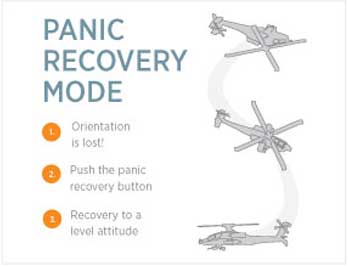 PANIC
RECOVERY
MODE
1. Orientation
is lost!
2. Push the panic
recovery button
3. Recovery to a
level attitude